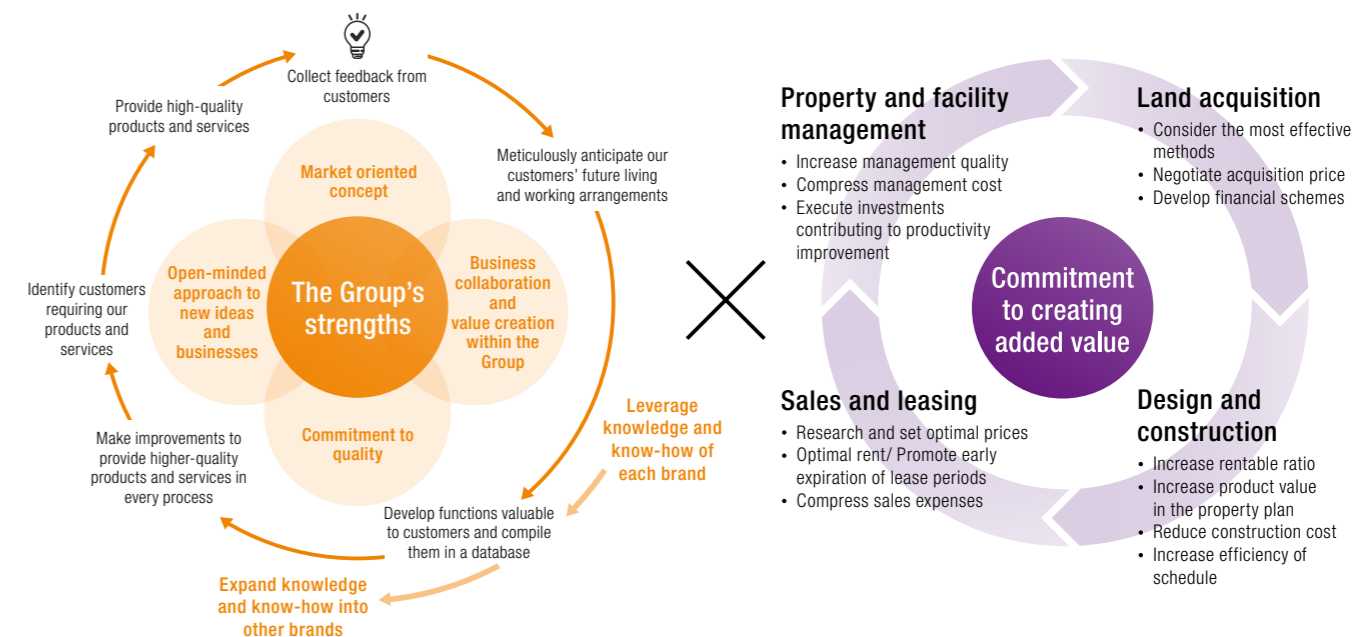 Collect feedback from
customers
Meticulously anticipate our
customers’ future living
and working arrangements
Leverage
knowledge and
know-how of
each brand
Develop functions valuable
to customers and compile
them in a database
Expand knowledge
and know-how into
other brands
Make improvements to
provide higher-quality
products and services in
every process
Identify customers
requiring our
products and
services
Provide high-quality
products and services
Market oriented
concept
Open-minded
approach to
new ideas
and
businesses
The Group’s
strengths
Business
collaboration
and
value creation
within the
Group
Commitment to
quality
Property and facility
management
• Increase management quality
• Compress management cost
• Execute investments
contributing to productivity
improvement
Land acquisition
• Consider the most effective
methods
• Negotiate acquisition price
• Develop financial schemes
Commitment
to creating
added value
Sales and leasing
• Research and set optimal prices
• Optimal rent/ Promote early
expiration of lease periods
• Compress sales expenses
Design and
construction
• Increase rentable ratio
• Increase product value
in the property plan
• Reduce construction cost
• Increase efficiency of
schedule